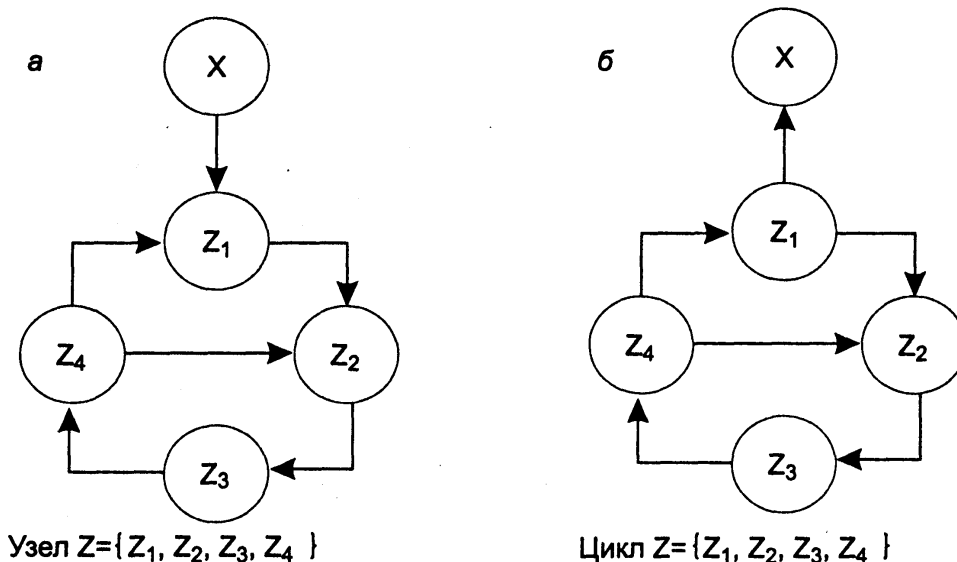 а
X
Z₁
Z₄
Z₂
Z₃
Узел Z={Z₁, Z₂, Z₃, Z₄ }
б
X
Z₁
Z₄
Z₂
Z₃
Цикл Z={Z₁, Z₂, Z₃, Z₄ }